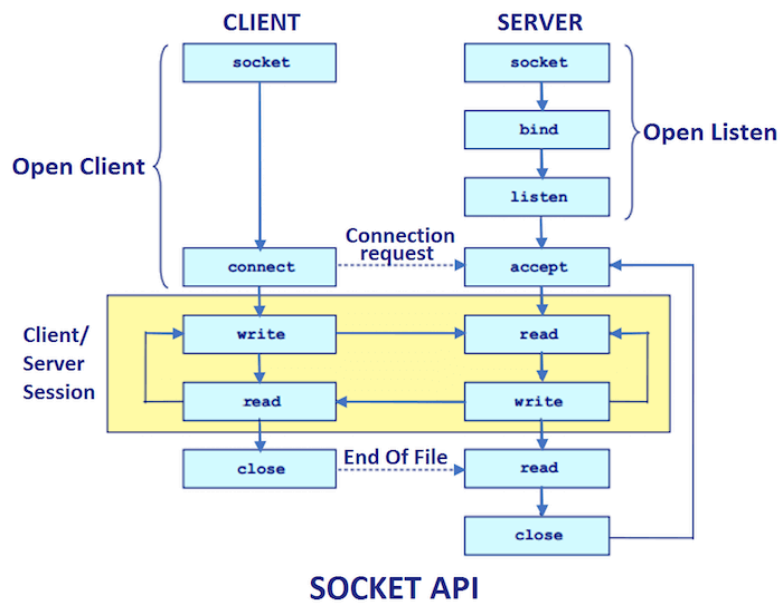 CLIENT
SERVER
socket
socket
bind
Open Client
Open Listen
listen
Connection
request
connect
accept
Client/
Server
Session
write
read
read
write
close
End Of File
read
close
SOCKET API